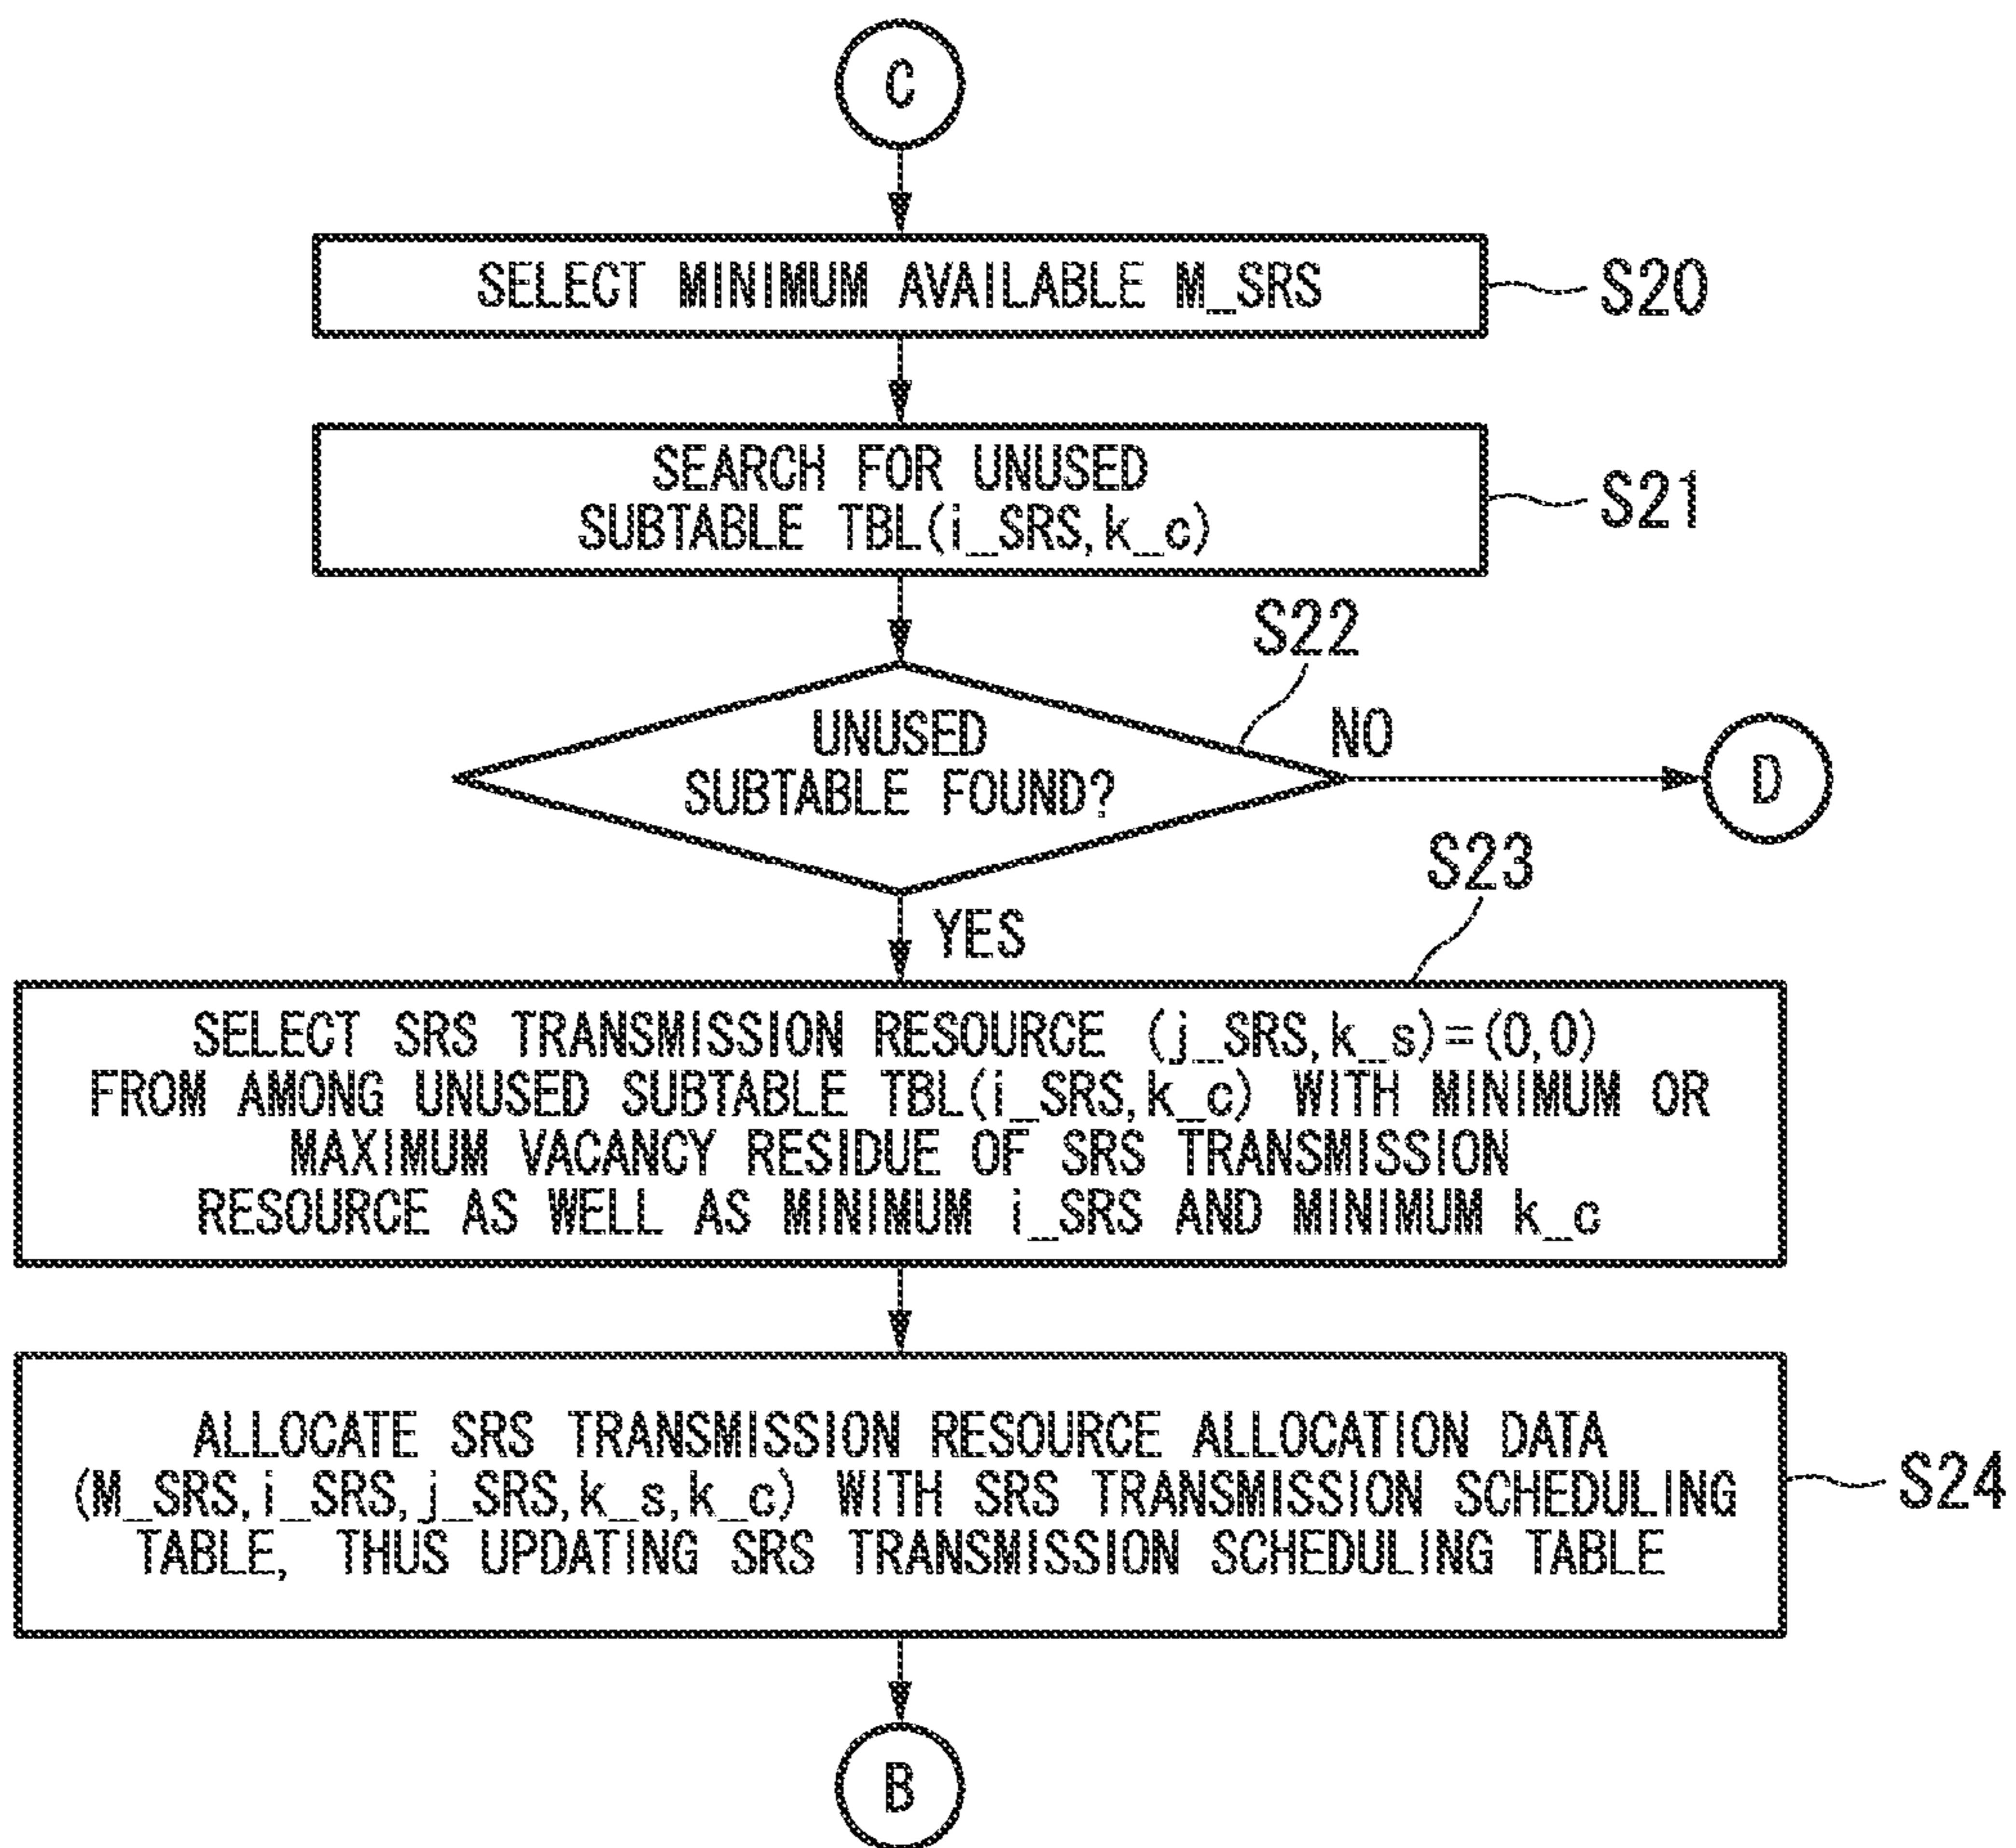 C
SELECT MINIMUM AVAILABLE M_SRS
S20
SEARCH FOR UNUSED
SUBTABLE TBL(i_SRS,k_c)
S21
S22
UNUSED
SUBTABLE FOUND?
NO
D
YES
S23
SELECT SRS TRANSMISSION RESOURCE (j_SRS,k_s)=(0,0)
FROM AMONG UNUSED SUBTABLE TBL(i_SRS,k_c) WITH MINIMUM OR
MAXIMUM VACANCY RESIDUE OF SRS TRANSMISSION
RESOURCE AS WELL AS MINIMUM i_SRS AND MINIMUM k_c
ALLOCATE SRS TRANSMISSION RESOURCE ALLOCATION DATA
(M_SRS,i_SRS,j_SRS,k_s,k_c) WITH SRS TRANSMISSION SCHEDULING
TABLE, THUS UPDATING SRS TRANSMISSION SCHEDULING TABLE
S24
B